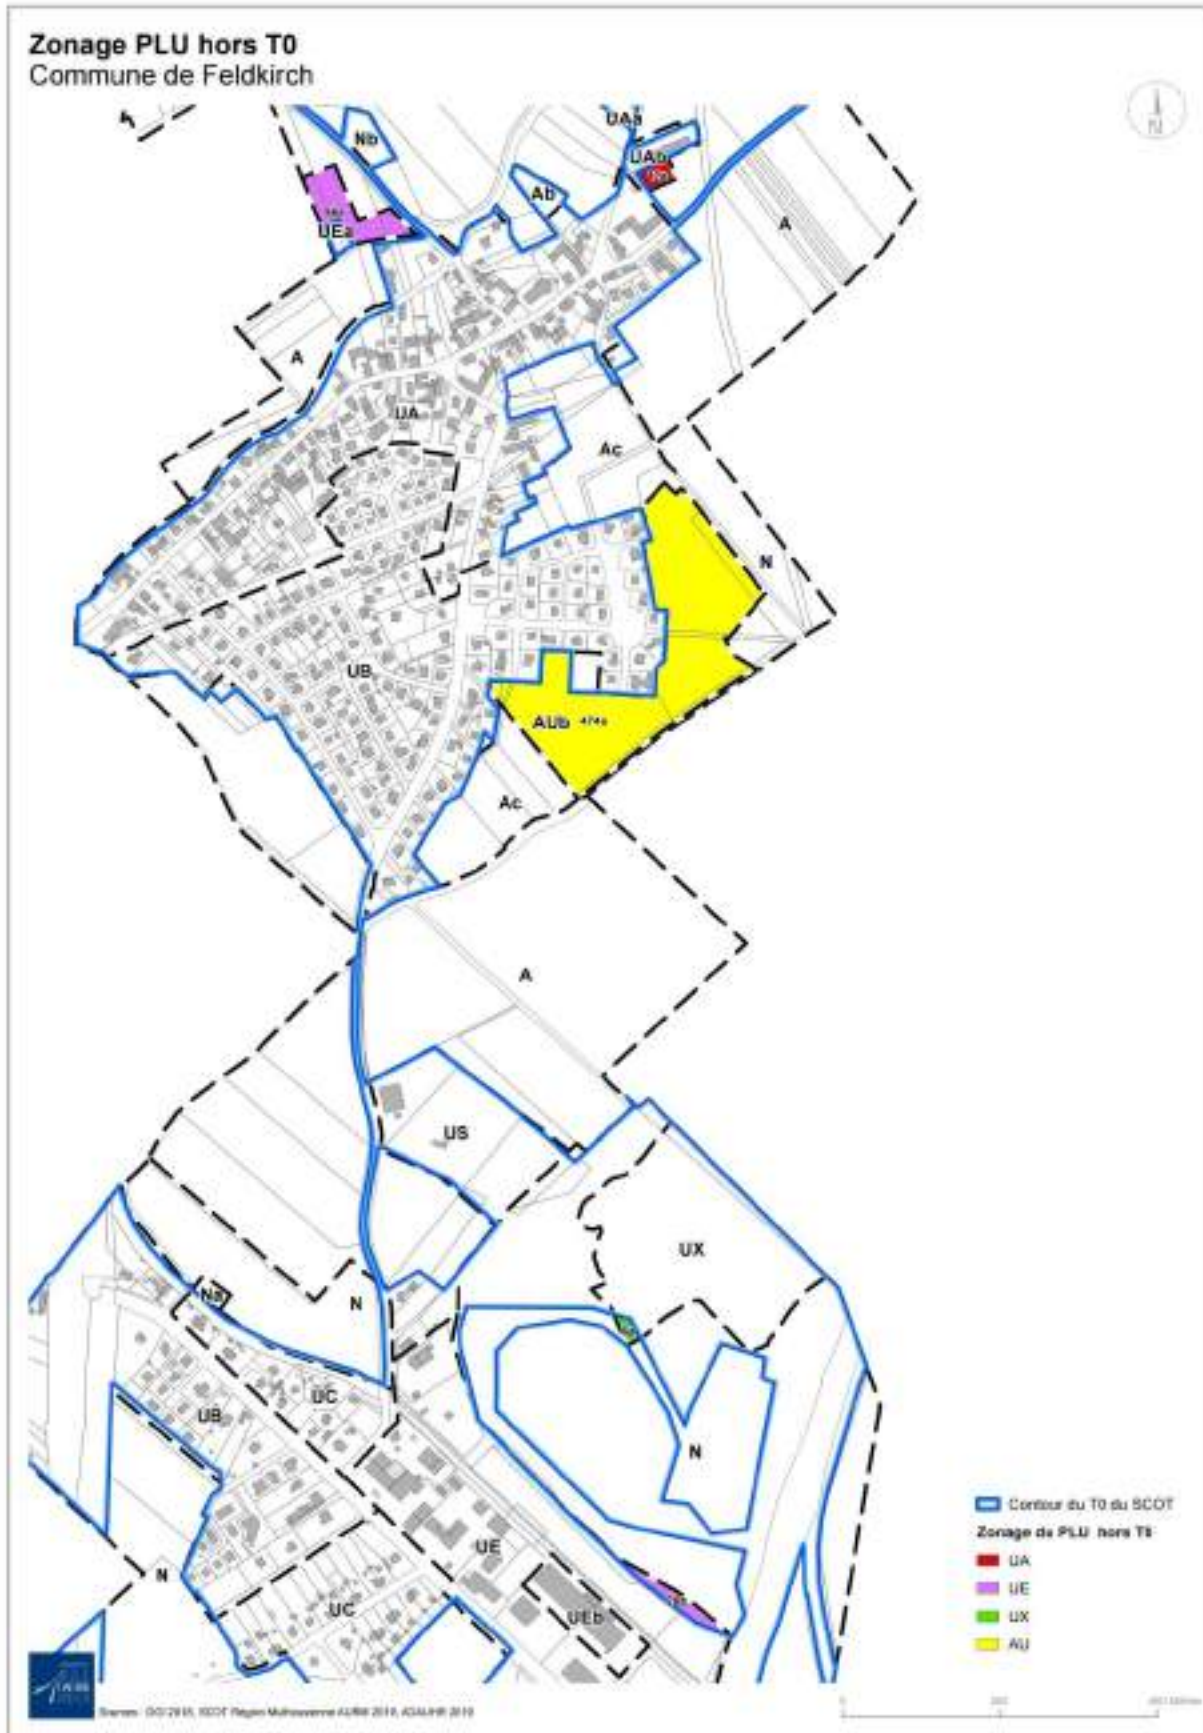 Zonage PLU hors T0
Commune de Feldkirch
N
A
Nb
UAa
UAb
Ab
UEa
A
A
UA
Ac
N
UB
AUb 474a
Ac
A
US
UX
Na
N
UC
UB
N
UE
N
UEb
UC
Contour du T0 du SCOT
Zonage du PLU hors T0
UA
UE
UX
AU